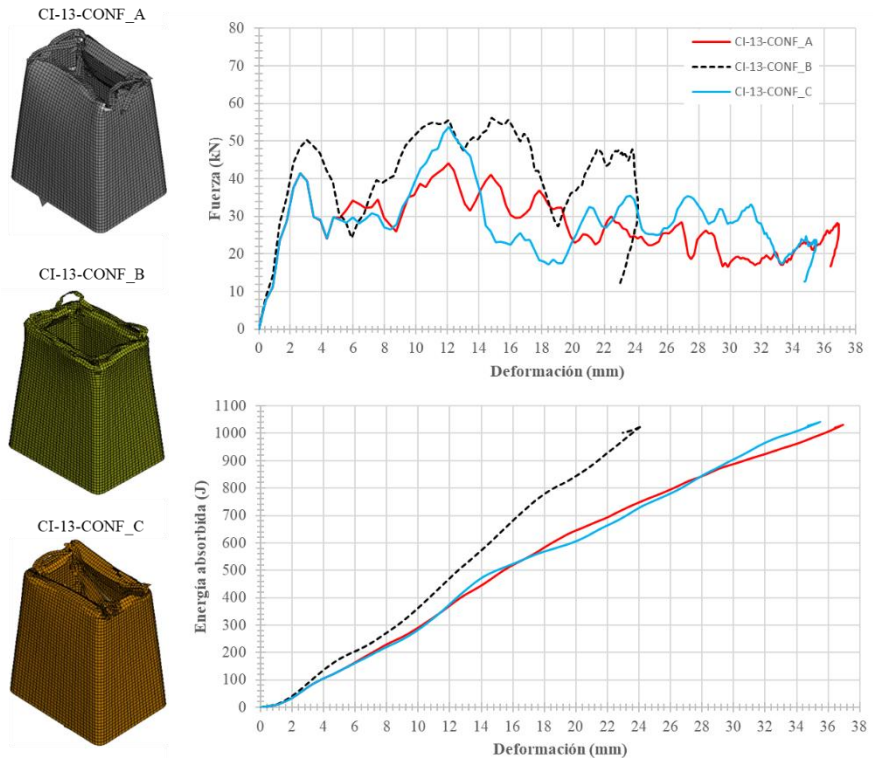 CI-13-CONF_A
CI-13-CONF_B
CI-13-CONF_C
Fuerza (kN)
80
70
60
50
40
30
20
10
0
CI-13-CONF_A
CI-13-CONF_B
CI-13-CONF_C
0 2 4 6 8 10 12 14 16 18 20 22 24 26 28 30 32 34 36 38
Deformación (mm)
Energía absorbida (J)
1100
1000
900
800
700
600
500
400
300
200
100
0
0 2 4 6 8 10 12 14 16 18 20 22 24 26 28 30 32 34 36 38
Deformación (mm)